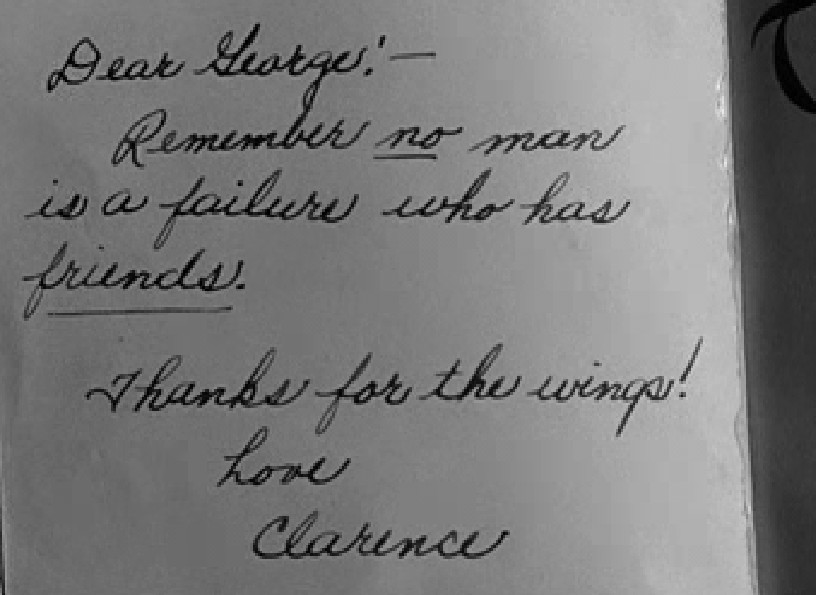 Dear George:—
Remember no man
is a failure who has
friends.
Thanks for the wings!
Love
Clarence